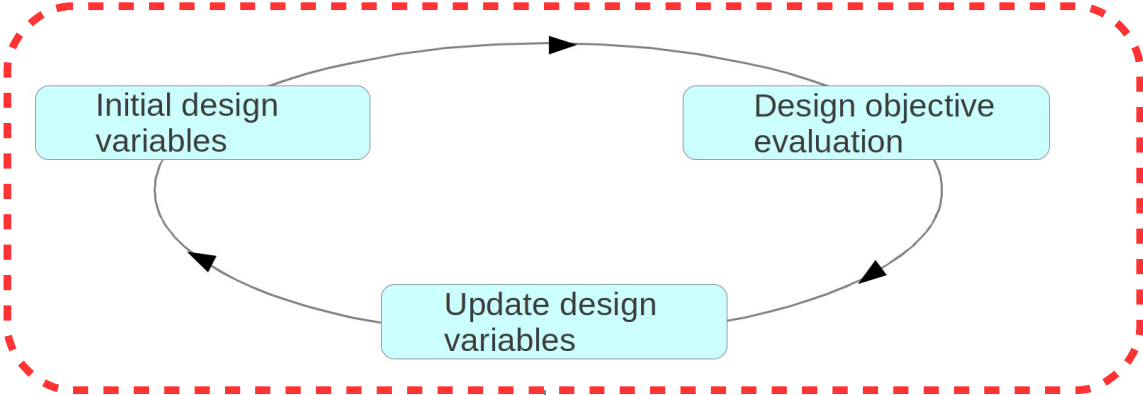 Initial design
variables
Design objective
evaluation
Update design
variables